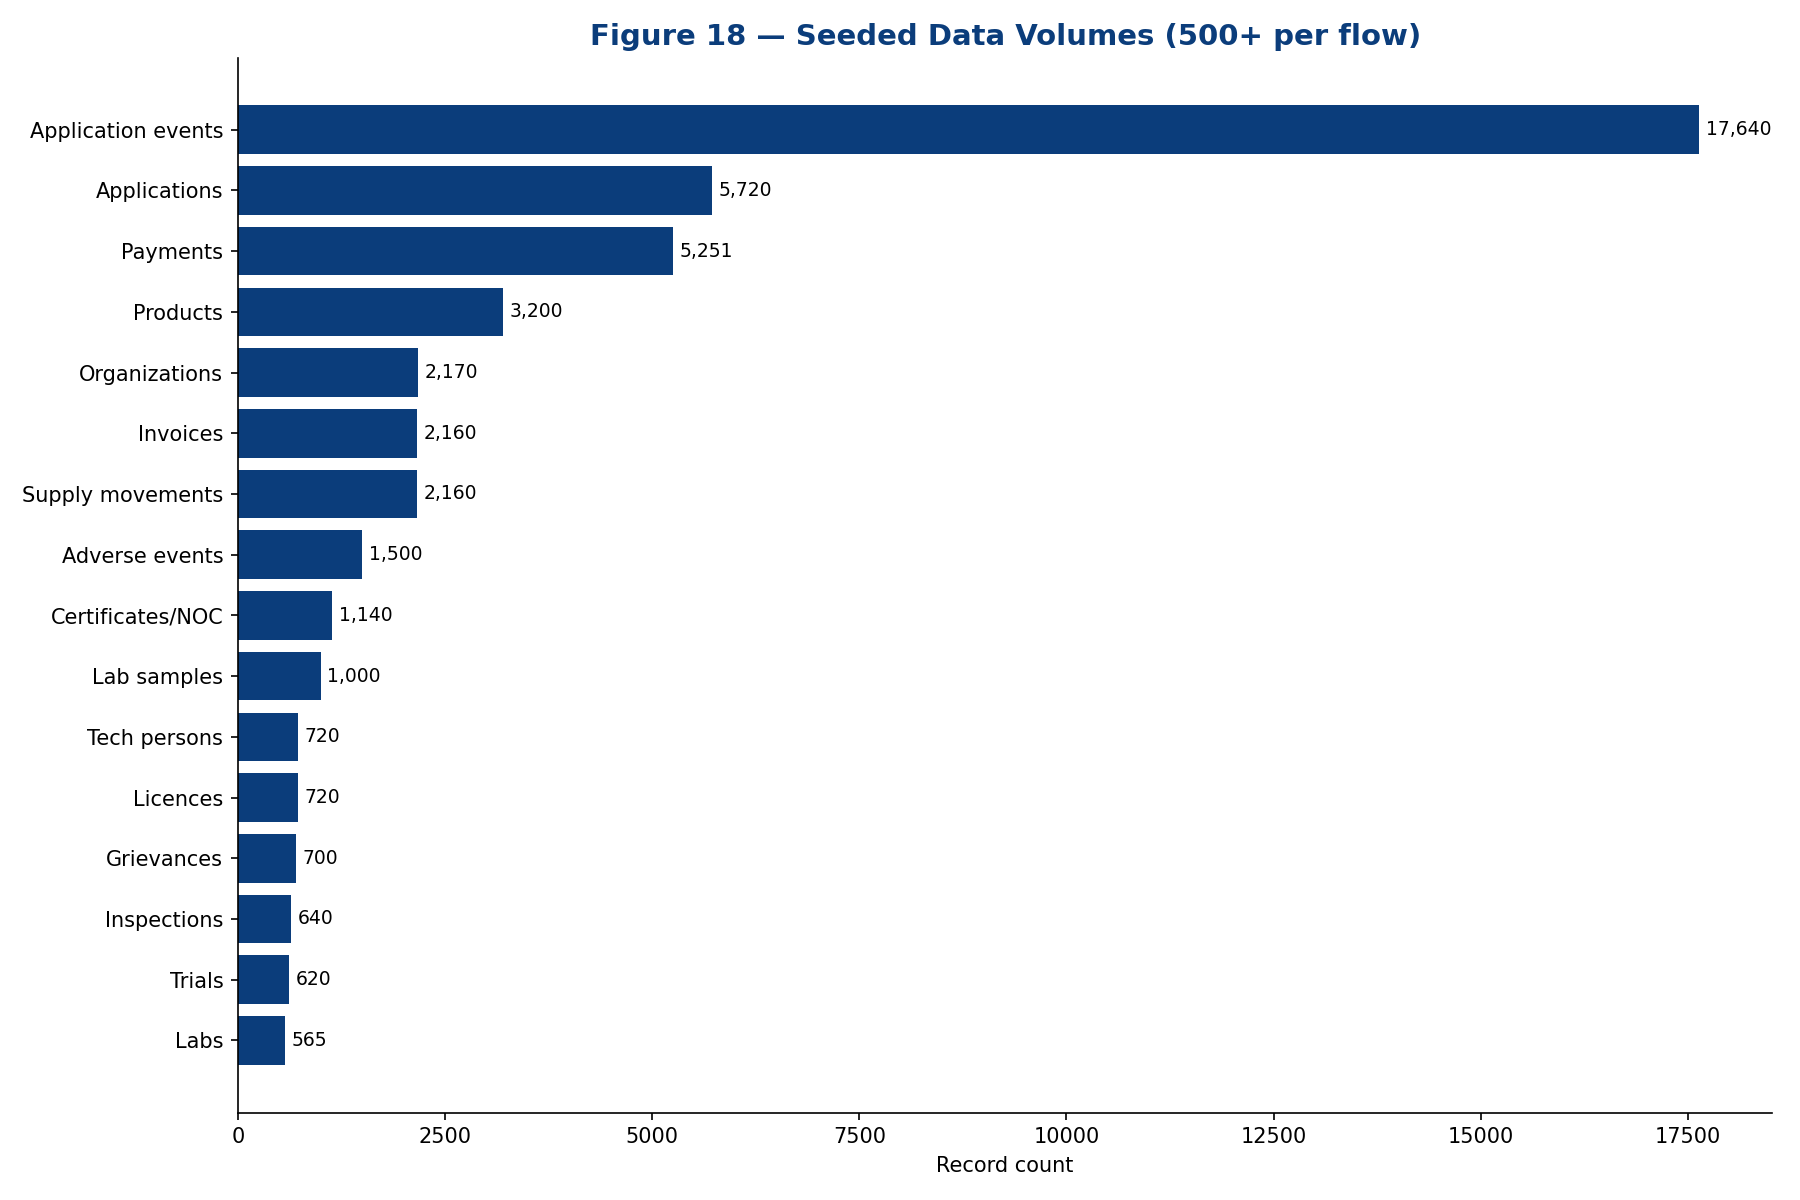 Figure 18 — Seeded Data Volumes (500+ per flow)
Application events 17,640
Applications 5,720
Payments 5,251
Products 3,200
Organizations 2,170
Invoices 2,160
Supply movements 2,160
Adverse events 1,500
Certificates/NOC 1,140
Lab samples 1,000
Tech persons 720
Licences 720
Grievances 700
Inspections 640
Trials 620
Labs 565
0 2500 5000 7500 10000 12500 15000 17500
Record count